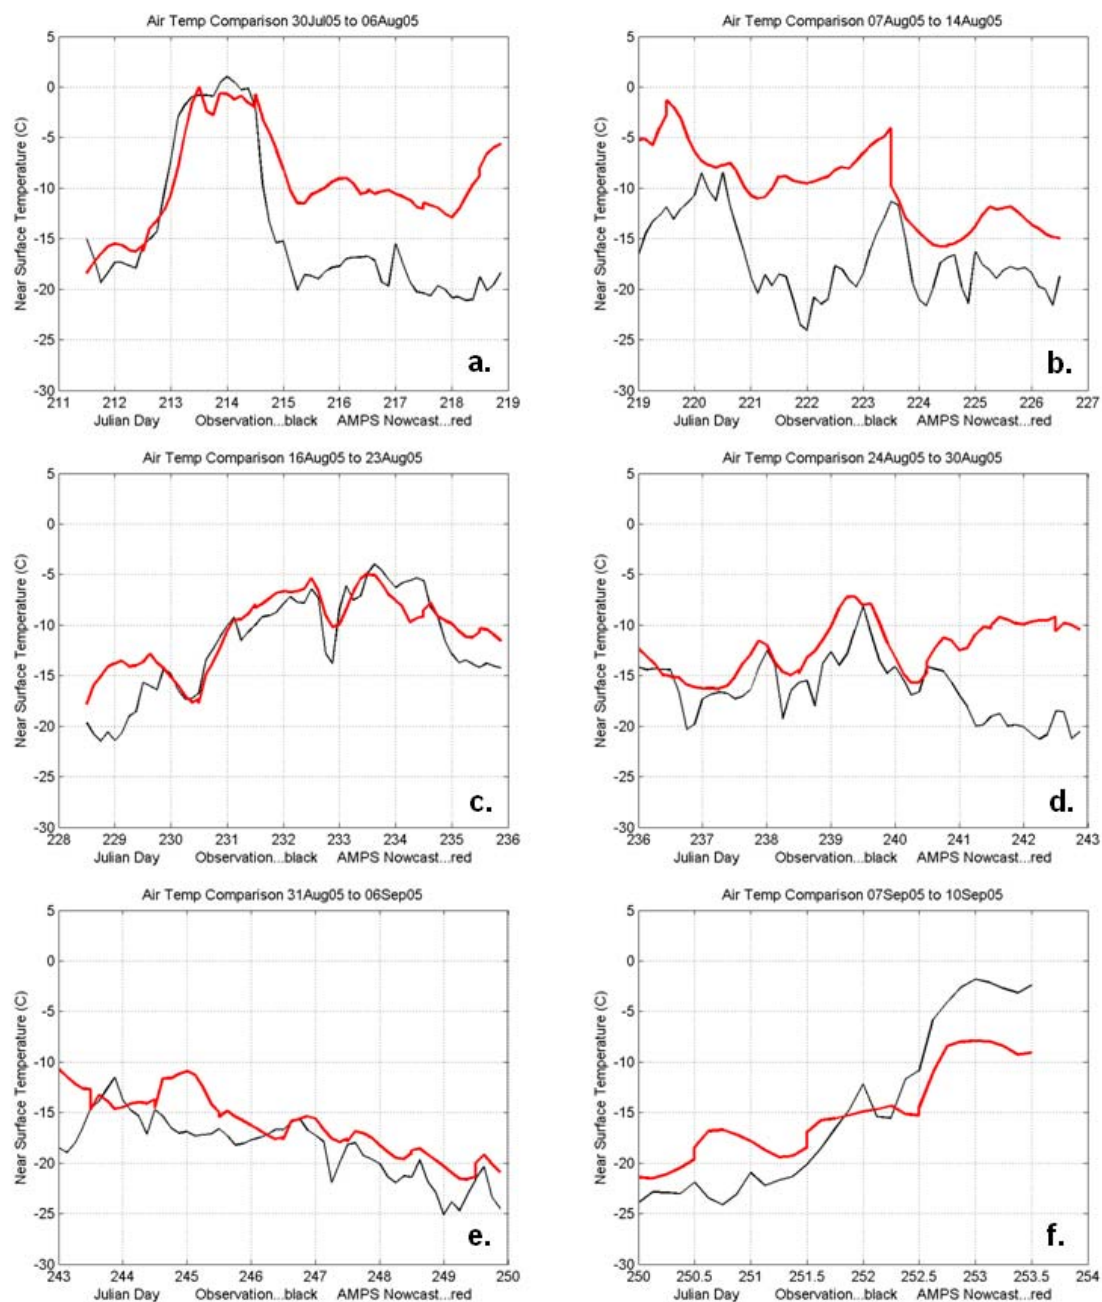 Air Temp Comparison 30Jul05 to 06Aug05
Near Surface Temperature (C)
5
0
-5
-10
-15
-20
-25
-30
211 212 213 214 215 216 217 218 219
Julian Day Observation...black AMPS Nowcast...red
a.
Air Temp Comparison 07Aug05 to 14Aug05
Near Surface Temperature (C)
5
0
-5
-10
-15
-20
-25
-30
219 220 221 222 223 224 225 226 227
Julian Day Observation...black AMPS Nowcast...red
b.
Air Temp Comparison 16Aug05 to 23Aug05
Near Surface Temperature (C)
5
0
-5
-10
-15
-20
-25
-30
228 229 230 231 232 233 234 235 236
Julian Day Observation...black AMPS Nowcast...red
c.
Air Temp Comparison 24Aug05 to 30Aug05
Near Surface Temperature (C)
5
0
-5
-10
-15
-20
-25
-30
236 237 238 239 240 241 242 243
Julian Day Observation...black AMPS Nowcast...red
d.
Air Temp Comparison 31Aug05 to 06Sep05
Near Surface Temperature (C)
5
0
-5
-10
-15
-20
-25
-30
243 244 245 246 247 248 249 250
Julian Day Observation...black AMPS Nowcast...red
e.
Air Temp Comparison 07Sep05 to 10Sep05
Near Surface Temperature (C)
5
0
-5
-10
-15
-20
-25
-30
250 250.5 251 251.5 252 252.5 253 253.5 254
Julian Day Observation...black AMPS Nowcast...red
f.